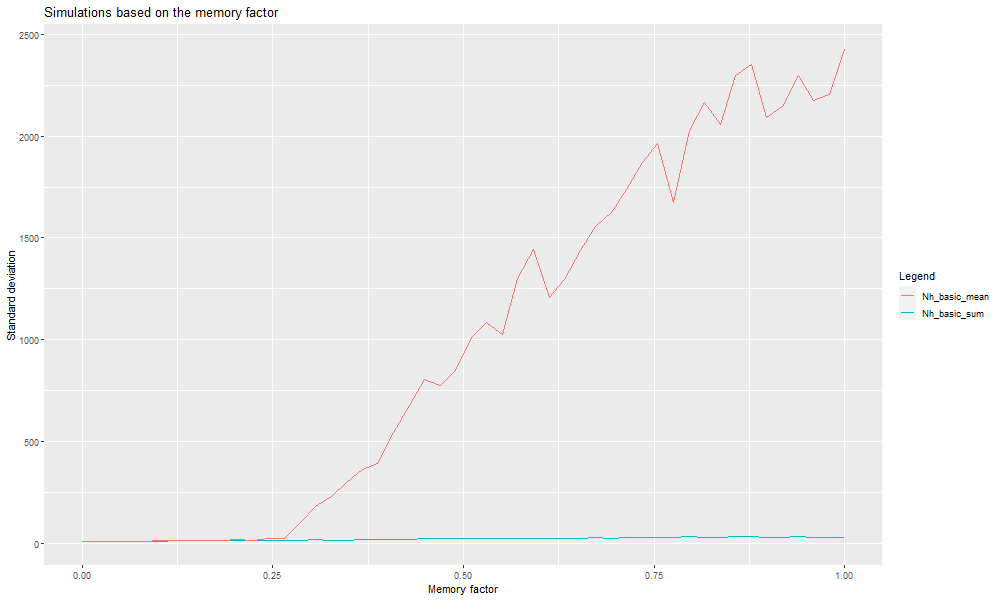 Simulations based on the memory factor
2500
2000
1500
1000
500
0
Standard deviation
0.00
0.25
0.50
0.75
1.00
Memory factor
Legend
Nh_basic_mean
Nh_basic_sum